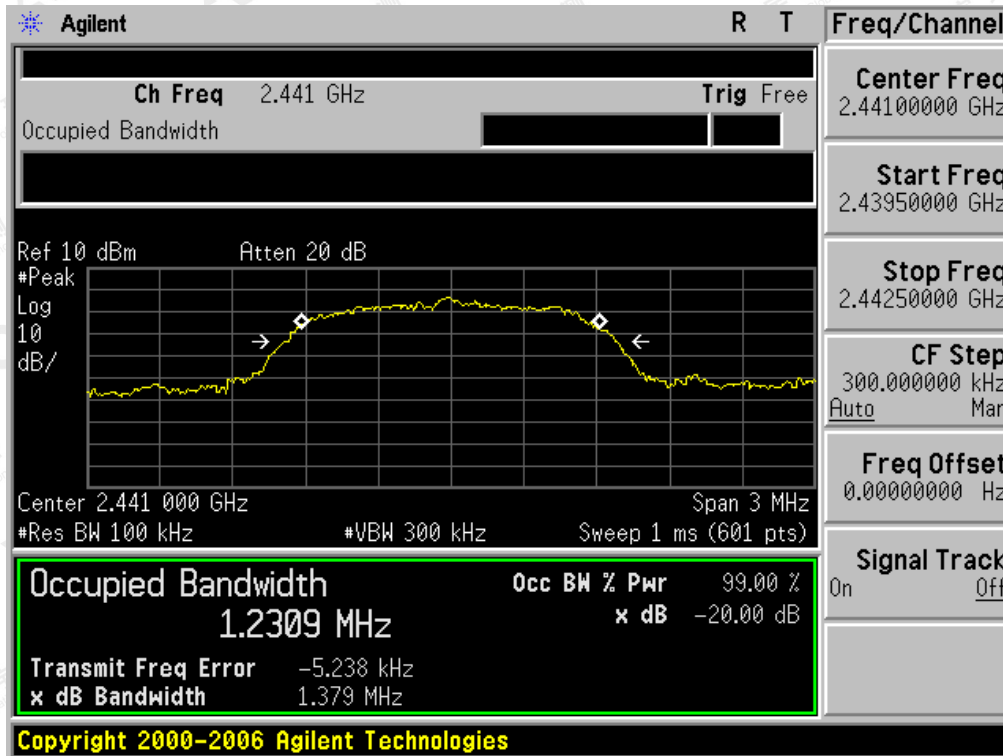 Agilent R T
Freq/Channel
Ch Freq 2.441 GHz Trig Free
Occupied Bandwidth
Center Freq
2.44100000 GHz
Start Freq
2.43950000 GHz
Stop Freq
2.44250000 GHz
CF Step
300.000000 kHz
Auto Man
Freq Offset
0.00000000 Hz
Signal Track
On Off
Ref 10 dBm Atten 20 dB
#Peak
Log
10
dB/
Center 2.441 000 GHz Span 3 MHz
#Res BW 100 kHz #VBW 300 kHz Sweep 1 ms (601 pts)
Occupied Bandwidth
1.2309 MHz
Occ BW % Pwr 99.00 %
x dB -20.00 dB
Transmit Freq Error -5.238 kHz
x dB Bandwidth 1.379 MHz
Copyright 2000-2006 Agilent Technologies